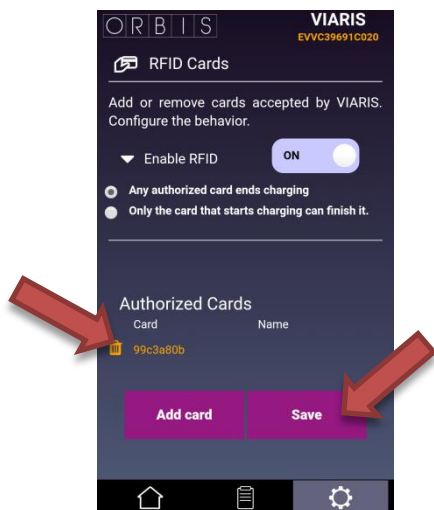 ORBIS
VIARIS
EVVC39691C020
RFID Cards
Add or remove cards accepted by VIARIS.
Configure the behavior.
Enable RFID
ON
Any authorized card ends charging
Only the card that starts charging can finish it.
Authorized Cards
Card Name
99c3a80b
Add card Save